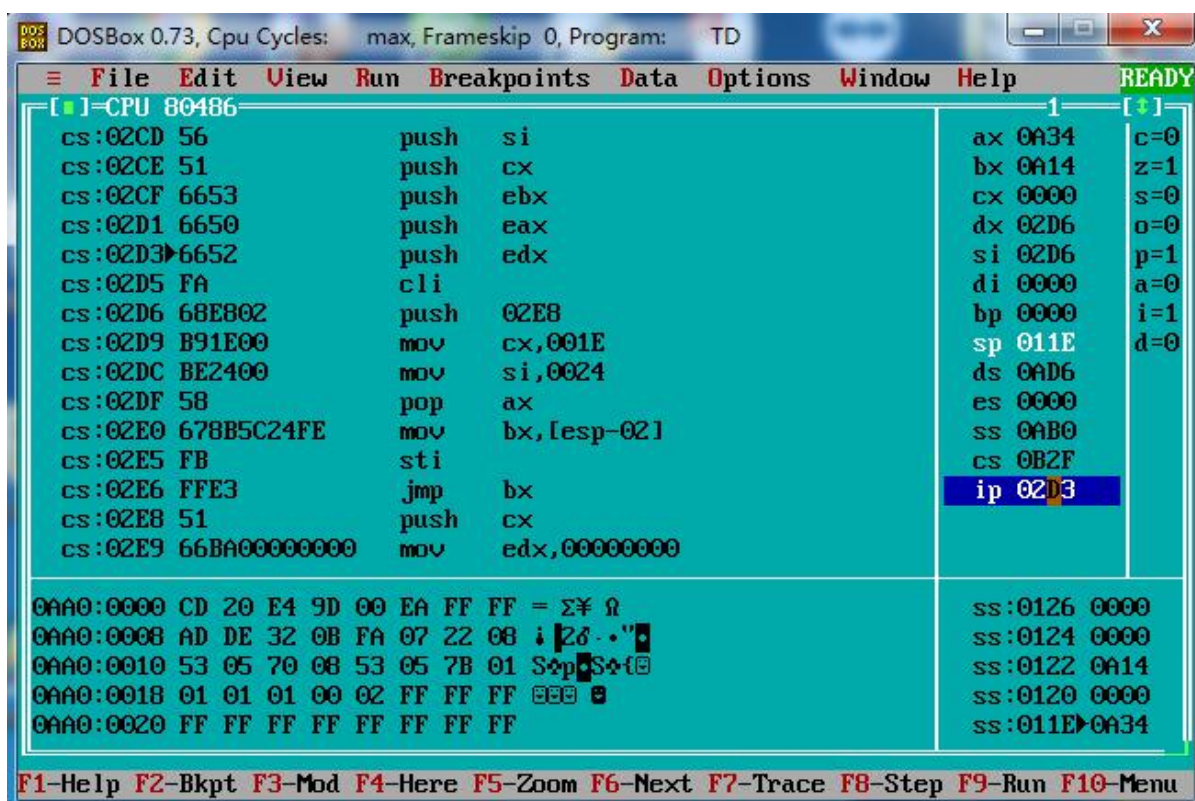 DOSBox 0.73, Cpu Cycles: max, Frameskip 0, Program: TD
≡ File Edit View Run Breakpoints Data Options Window Help READY
[■]=CPU 80486 1 [↕]
cs:02CD 56 push si ax 0A34 c=0
cs:02CE 51 push cx bx 0A14 z=1
cs:02CF 6653 push ebx cx 0000 s=0
cs:02D1 6650 push eax dx 02D6 o=0
cs:02D3►6652 push edx si 02D6 p=1
cs:02D5 FA cli di 0000 a=0
cs:02D6 68E802 push 02E8 bp 0000 i=1
cs:02D9 B91E00 mov cx,001E sp 011E d=0
cs:02DC BE2400 mov si,0024 ds 0AD6
cs:02DF 58 pop ax es 0000
cs:02E0 678B5C24FE mov bx,[esp-02] ss 0AB0
cs:02E5 FB sti cs 0B2F
cs:02E6 FFE3 jmp bx ip 02D3
cs:02E8 51 push cx
cs:02E9 66BA00000000 mov edx,00000000
0AA0:0000 CD 20 E4 9D 00 EA FF FF = Σ¥ Ω ss:0126 0000
0AA0:0008 AD DE 32 0B FA 07 22 08 ss:0124 0000
0AA0:0010 53 05 70 08 53 05 7B 01 S♣p◘S♣{☺ ss:0122 0A14
0AA0:0018 01 01 01 00 02 FF FF FF ☺☺☺ ☻ ss:0120 0000
0AA0:0020 FF FF FF FF FF FF FF FF ss:011E►0A34
F1-Help F2-Bkpt F3-Mod F4-Here F5-Zoom F6-Next F7-Trace F8-Step F9-Run F10-Menu